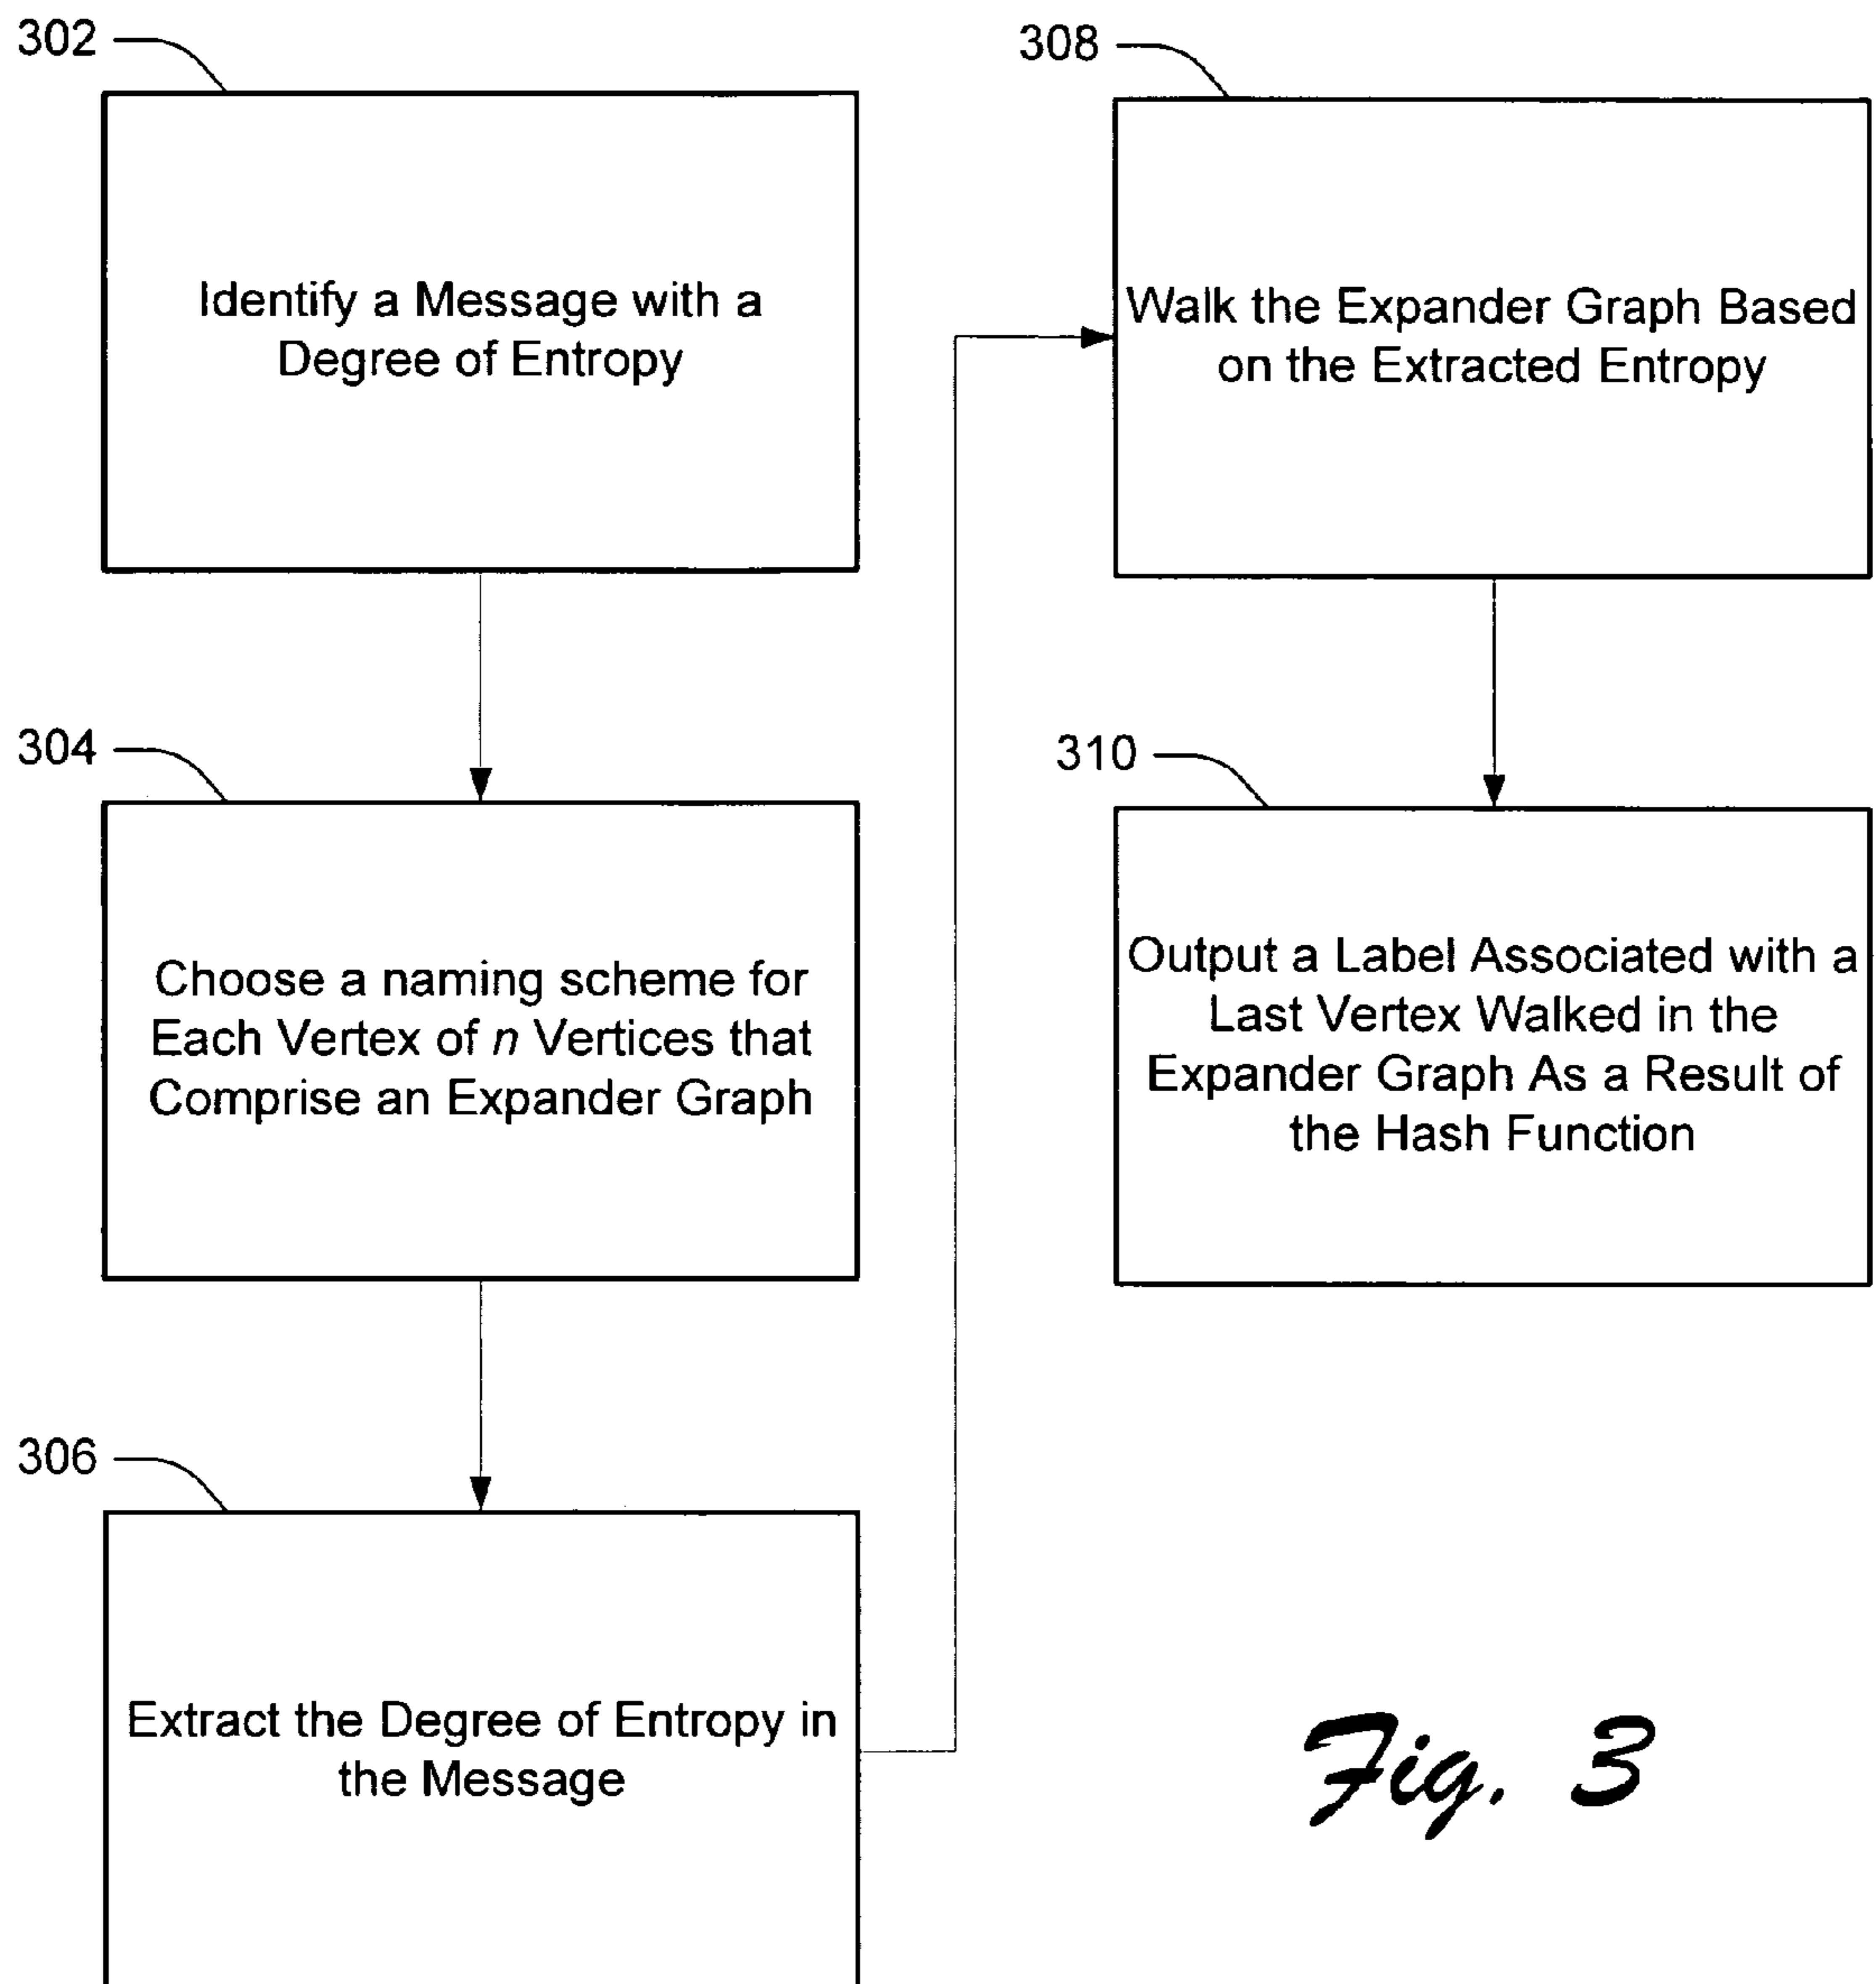 302
Identify a Message with a
Degree of Entropy
304
Choose a naming scheme for
Each Vertex of n Vertices that
Comprise an Expander Graph
306
Extract the Degree of Entropy in
the Message
308
Walk the Expander Graph Based
on the Extracted Entropy
310
Output a Label Associated with a
Last Vertex Walked in the
Expander Graph As a Result of
the Hash Function
Fig. 3